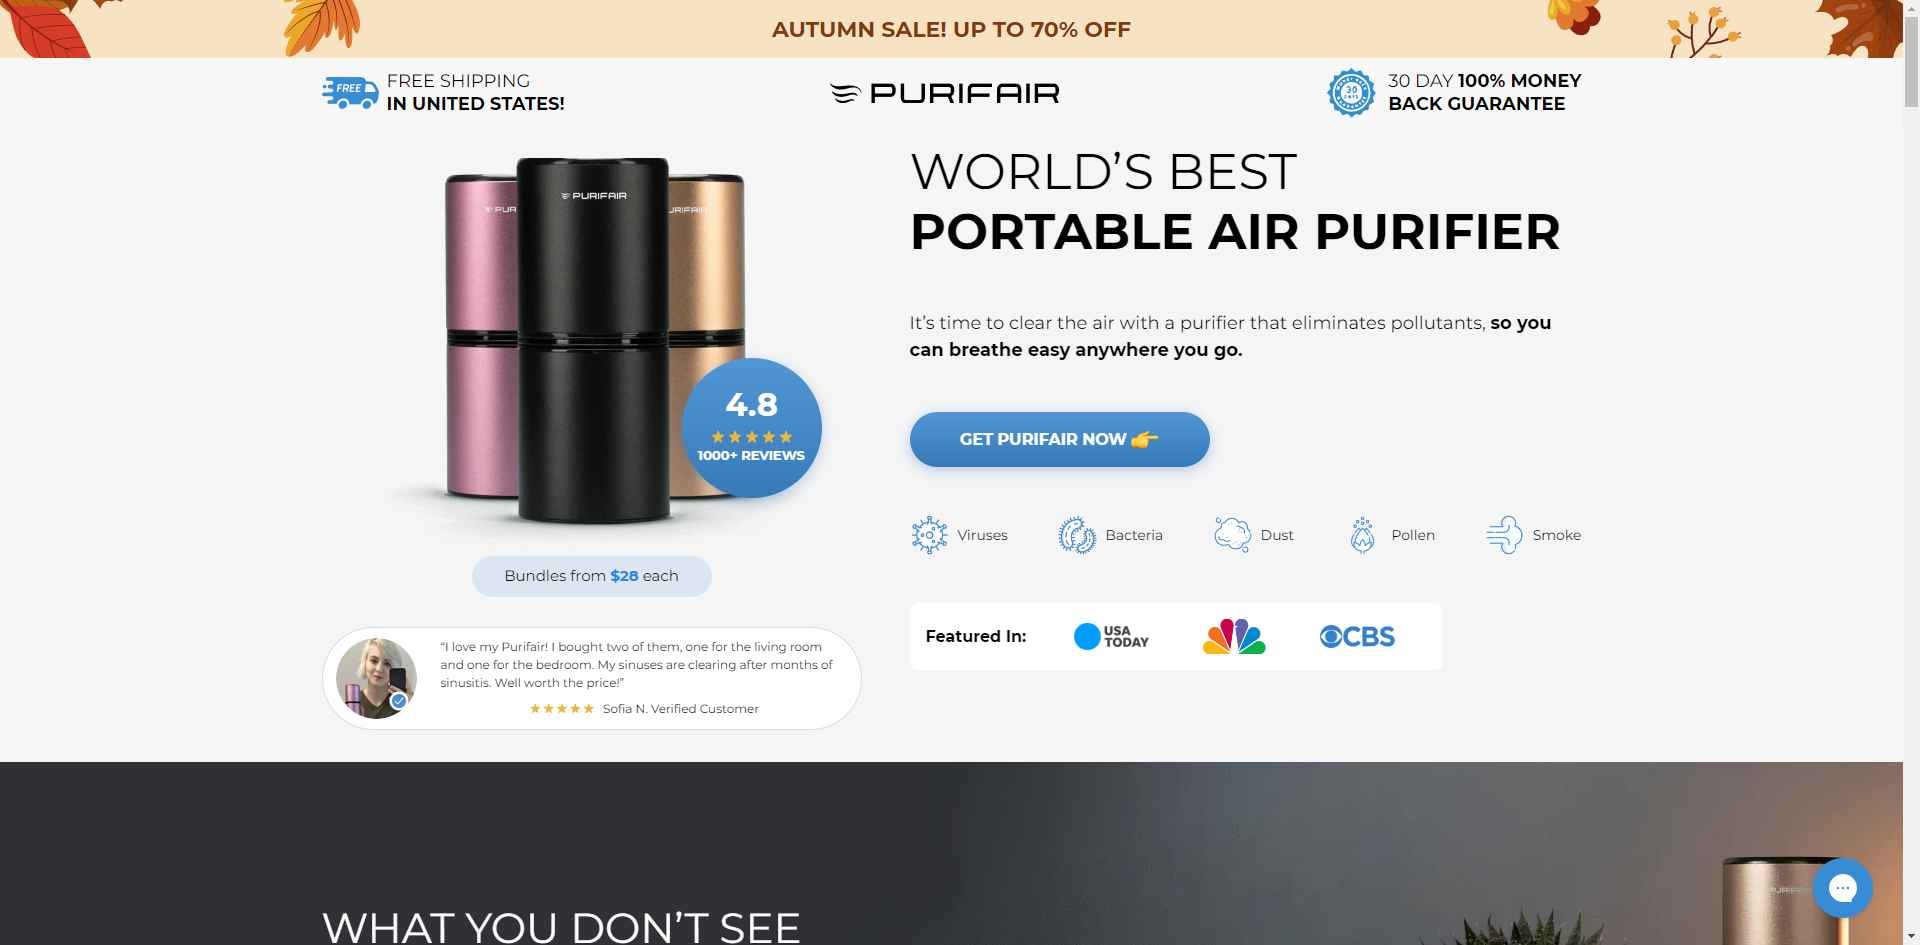 AUTUMN SALE! UP TO 70% OFF
FREE
FREE SHIPPING
IN UNITED STATES!
PURIFAIR
30
DAYS
30 DAY 100% MONEY
BACK GUARANTEE
PUR
PURIFAIR
URIFAIR
WORLD’S BEST
PORTABLE AIR PURIFIER
It’s time to clear the air with a purifier that eliminates pollutants, so you
can breathe easy anywhere you go.
4.8
1000+ REVIEWS
GET PURIFAIR NOW
Viruses
Bacteria
Dust
Pollen
Smoke
Bundles from $28 each
Featured In:
USA
TODAY
CBS
“I love my Purifair! I bought two of them, one for the living room
and one for the bedroom. My sinuses are clearing after months of
sinusitis. Well worth the price!”
Sofia N. Verified Customer
WHAT YOU DON’T SEE